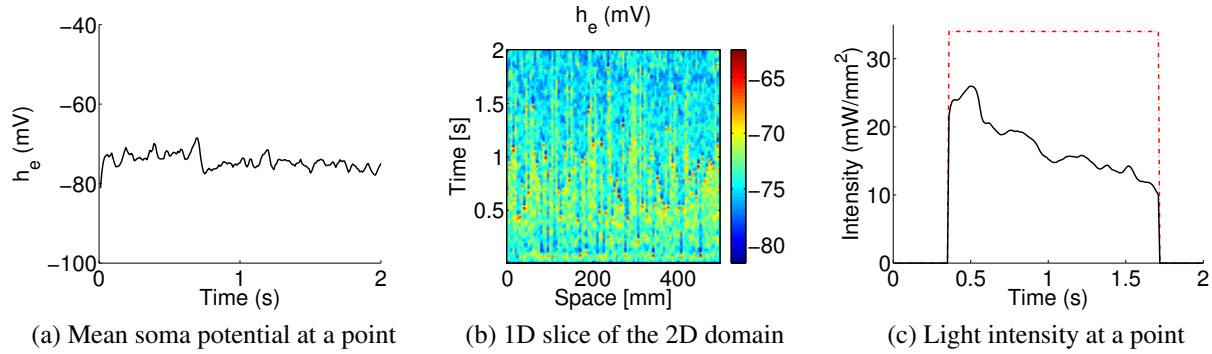 −40
−60
−80
−100
0
1
2
h_e (mV)
Time (s)
(a) Mean soma potential at a point
h_e (mV)
2
1.5
1
0.5
0
200
400
Time [s]
Space [mm]
−65
−70
−75
−80
(b) 1D slice of the 2D domain
30
20
10
0
0
0.5
1
1.5
2
Intensity (mW/mm²)
Time (s)
(c) Light intensity at a point